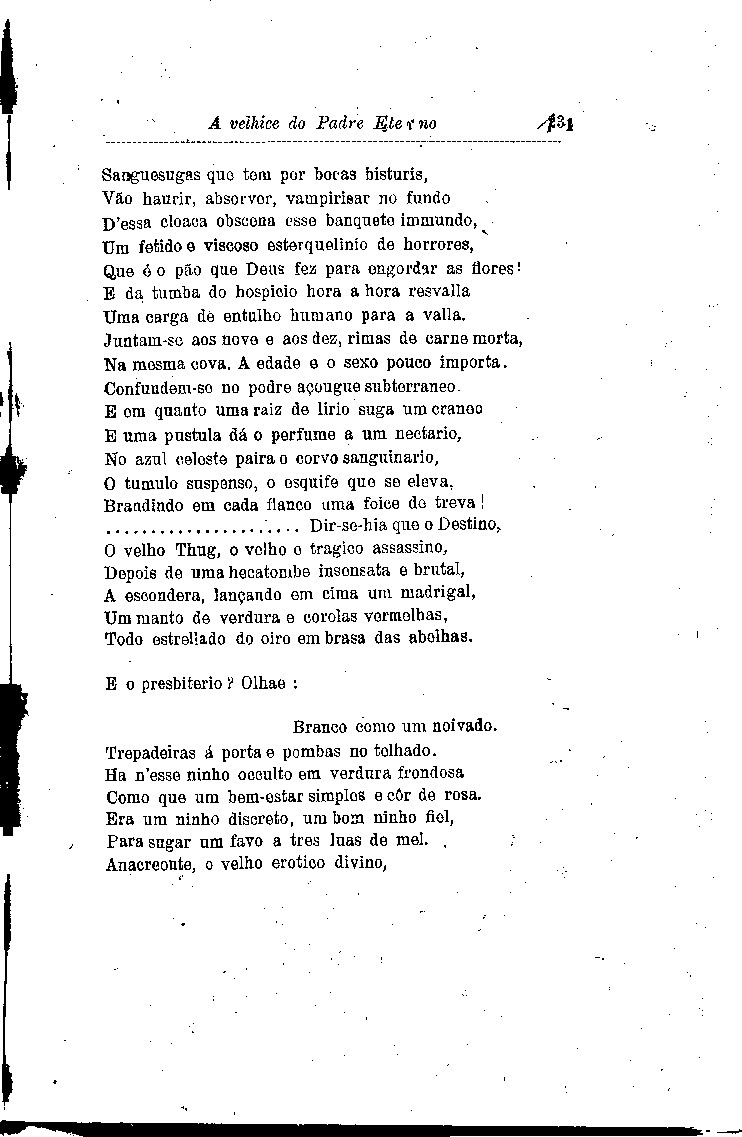 A velhice do Padre Eterno 131
Sanguesugas que tem por bocas bisturis,
Vão haurir, absorver, vampirisar no fundo
D'essa cloaca obscena esse banquete immundo,
Um fetido e viscoso esterquelinio de horrores,
Que é o pão que Deus fez para engordar as flores!
E da tumba do hospicio hora a hora resvalla
Uma carga de entulho humano para a valla.
Juntam-se aos nove e aos dez, rimas de carne morta,
Na mesma cova. A edade e o sexo pouco importa.
Confundem-se no podre açougue subterraneo.
E em quanto uma raiz de lirio suga um craneo
E uma pustula dá o perfume a um nectario,
No azul celeste paira o corvo sanguinario,
O tumulo suspenso, o esquife que se eleva,
Brandindo em cada flanco uma foice de treva!
..................... Dir-se-hia que o Destino,
O velho Thug, o velho e tragico assassino,
Depois de uma hecatombe insensata e brutal,
A escondera, lançando em cima um madrigal,
Um manto de verdura e corolas vermelhas,
Todo estrellado do oiro em brasa das abelhas.
E o presbiterio? Olhae :
Branco como um noivado.
Trepadeiras á porta e pombas no telhado.
Ha n'esse ninho occulto em verdura frondosa
Como que um bem-estar simples e côr de rosa.
Era um ninho discreto, um bom ninho fiel,
Para sugar um favo a tres luas de mel.
Anacreonte, o velho erotico divino,